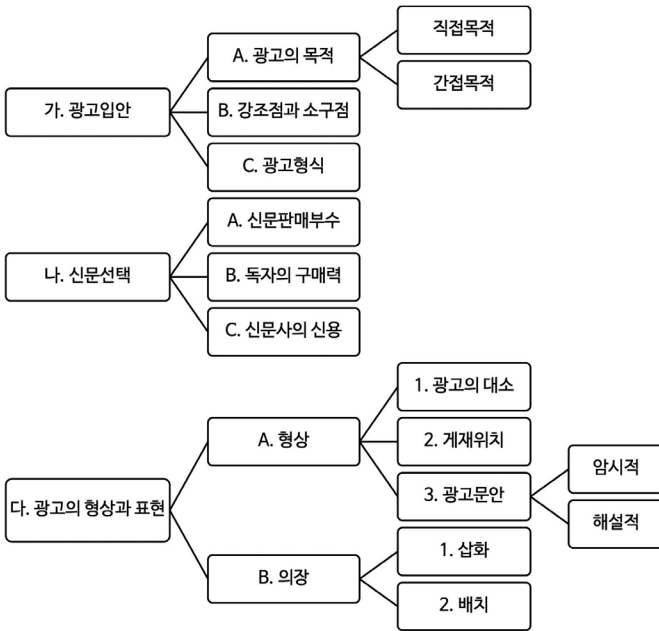 가. 광고입안
A. 광고의 목적
직접목적
간접목적
B. 강조점과 소구점
C. 광고형식
나. 신문선택
A. 신문판매부수
B. 독자의 구매력
C. 신문사의 신용
다. 광고의 형상과 표현
A. 형상
1. 광고의 대소
2. 게재위치
3. 광고문안
암시적
해설적
B. 의장
1. 삽화
2. 배치